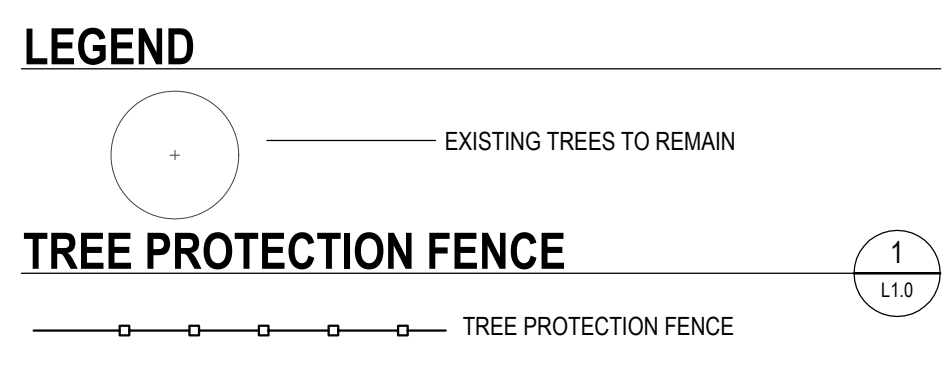 LEGEND
EXISTING TREES TO REMAIN
TREE PROTECTION FENCE
1
L1.0
TREE PROTECTION FENCE